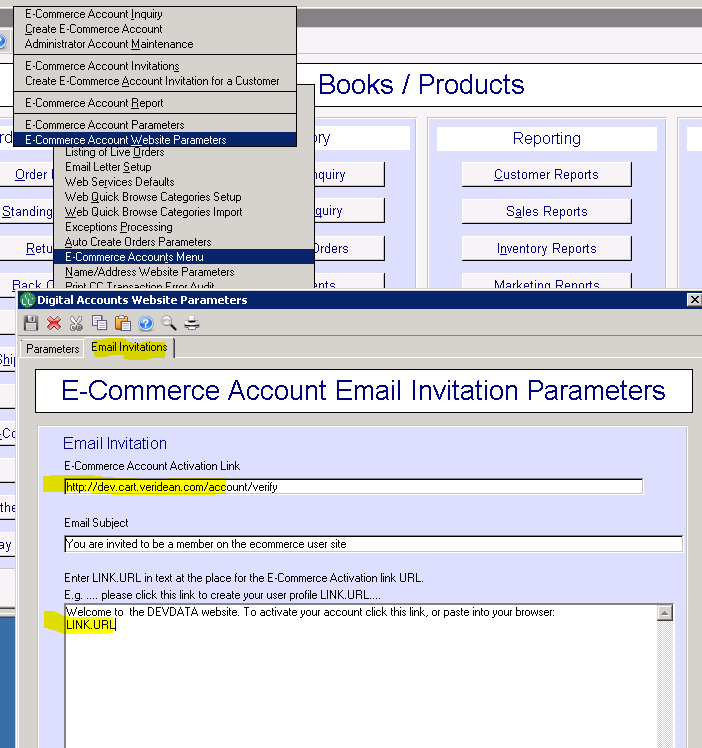 E-Commerce Account Inquiry
Create E-Commerce Account
Administrator Account Maintenance
E-Commerce Account Invitations
Create E-Commerce Account Invitation for a Customer
E-Commerce Account Report
E-Commerce Account Parameters
E-Commerce Account Website Parameters
Listing of Live Orders
Email Letter Setup
Web Services Defaults
Web Quick Browse Categories Setup
Web Quick Browse Categories Import
Exceptions Processing
Auto Create Orders Parameters
E-Commerce Accounts Menu
Name/Address Website Parameters
Print CC Transaction Error Audit
Books / Products
Reporting
Customer Reports
Sales Reports
Inventory Reports
Marketing Reports
Order
Standing
Back
Digital Accounts Website Parameters
Parameters
Email Invitations
E-Commerce Account Email Invitation Parameters
Email Invitation
E-Commerce Account Activation Link
http://dev.cart.veridean.com/account/verify
Email Subject
You are invited to be a member on the ecommerce user site
Enter LINK.URL in text at the place for the E-Commerce Activation link URL.
E.g. .... please click this link to create your user profile LINK.URL....
Welcome to  the DEVDATA website. To activate your account click this link, or paste into your browser:
LINK.URL